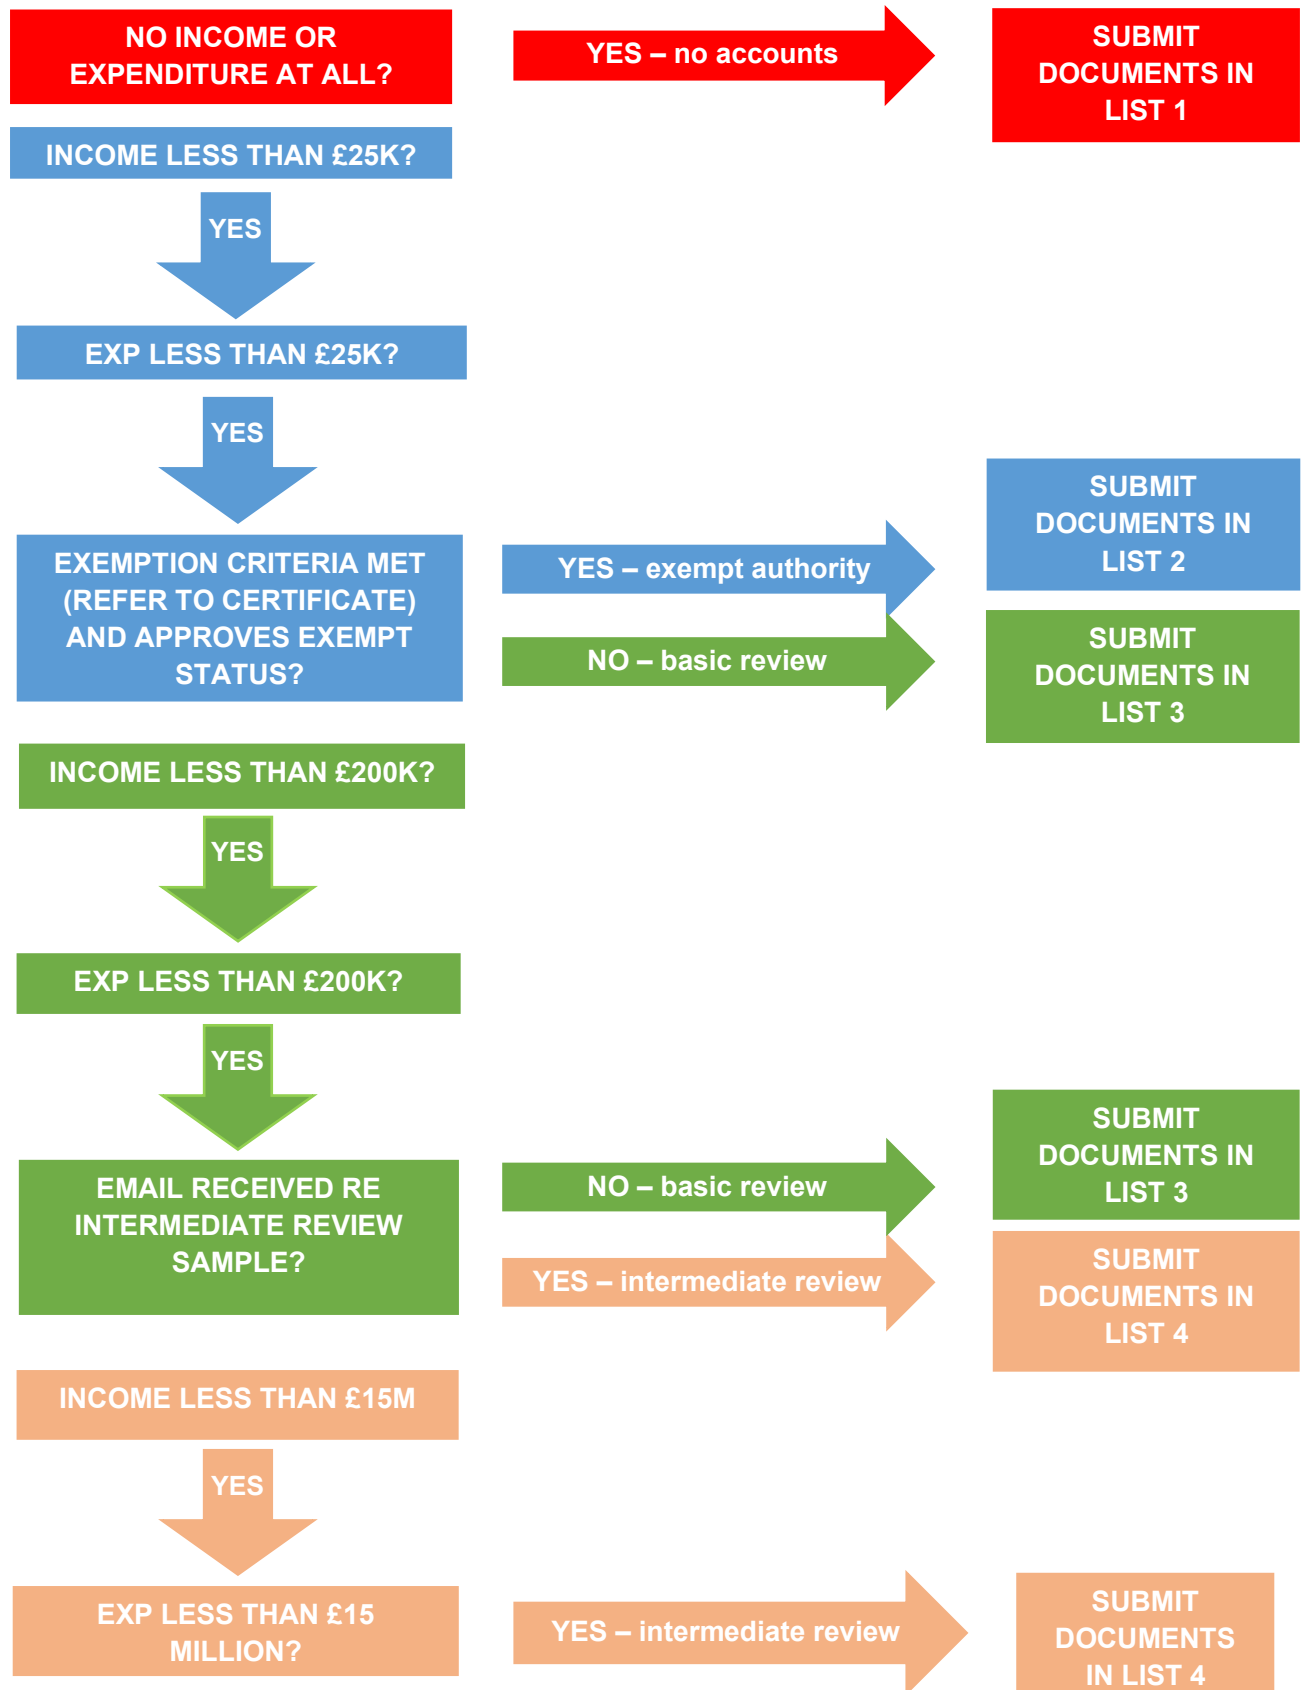 NO INCOME OR
EXPENDITURE AT ALL?
YES – no accounts
SUBMIT
DOCUMENTS IN
LIST 1
INCOME LESS THAN £25K?
YES
EXP LESS THAN £25K?
YES
EXEMPTION CRITERIA MET
(REFER TO CERTIFICATE)
AND APPROVES EXEMPT
STATUS?
YES – exempt authority
SUBMIT
DOCUMENTS IN
LIST 2
NO – basic review
SUBMIT
DOCUMENTS IN
LIST 3
INCOME LESS THAN £200K?
YES
EXP LESS THAN £200K?
YES
EMAIL RECEIVED RE
INTERMEDIATE REVIEW
SAMPLE?
NO – basic review
SUBMIT
DOCUMENTS IN
LIST 3
YES – intermediate review
SUBMIT
DOCUMENTS IN
LIST 4
INCOME LESS THAN £15M
YES
EXP LESS THAN £15
MILLION?
YES – intermediate review
SUBMIT
DOCUMENTS
IN LIST 4